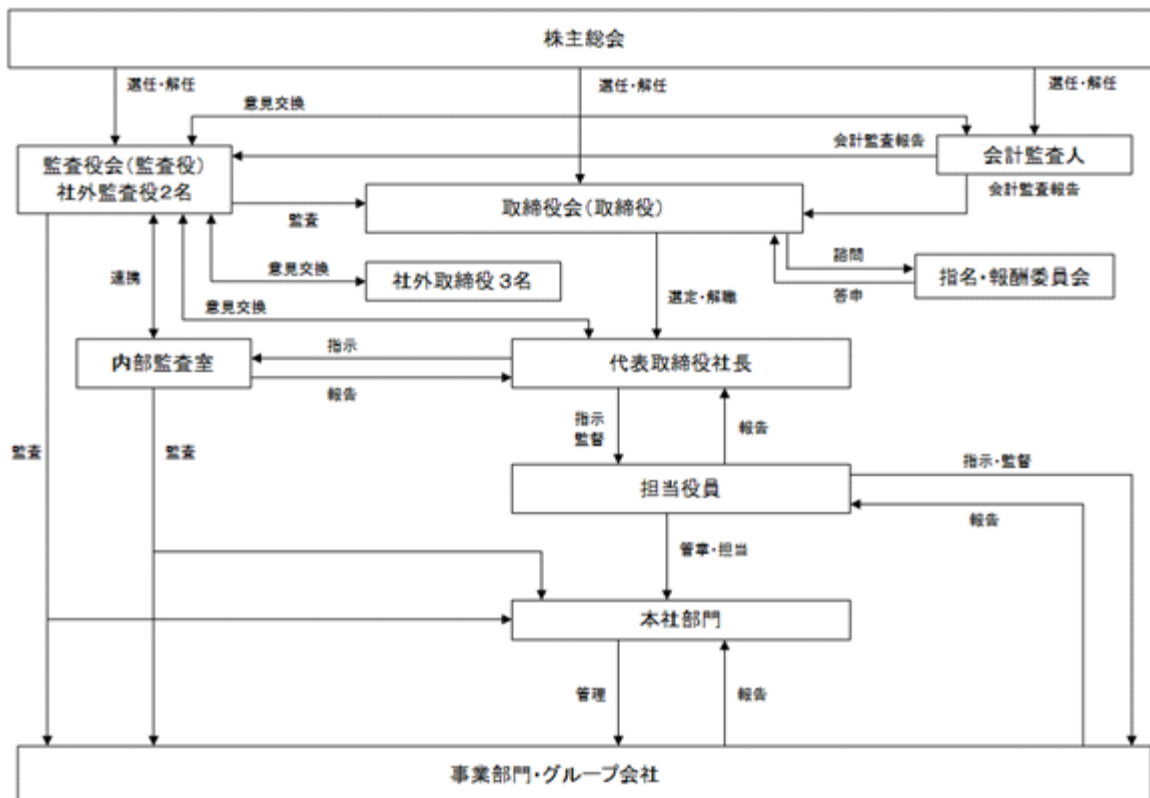 株主総会
選任・解任
選任・解任
選任・解任
意見交換
会計監査報告
監査役会(監査役)
社外監査役2名
会計監査人
会計監査報告
取締役会(取締役)
監査
諮問
連携
意見交換
社外取締役3名
指名・報酬委員会
意見交換
選定・解職
答申
内部監査室
指示
代表取締役社長
報告
指示
監督
報告
監査
監査
指示・監督
担当役員
報告
管掌・担当
本社部門
管理
報告
事業部門・グループ会社